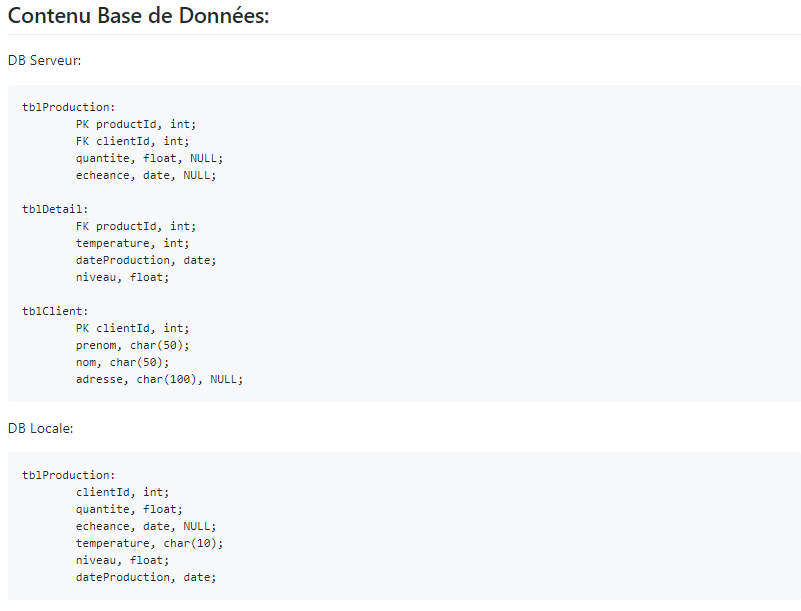 Contenu Base de Données:
DB Serveur:
tblProduction:
PK productId, int;
FK clientId, int;
quantite, float, NULL;
echeance, date, NULL;
tblDetail:
FK productId, int;
temperature, int;
dateProduction, date;
niveau, float;
tblClient:
PK clientId, int;
prenom, char(50);
nom, char(50);
adresse, char(100), NULL;
DB Locale:
tblProduction:
clientId, int;
quantite, float;
echeance, date, NULL;
temperature, char(10);
niveau, float;
dateProduction, date;